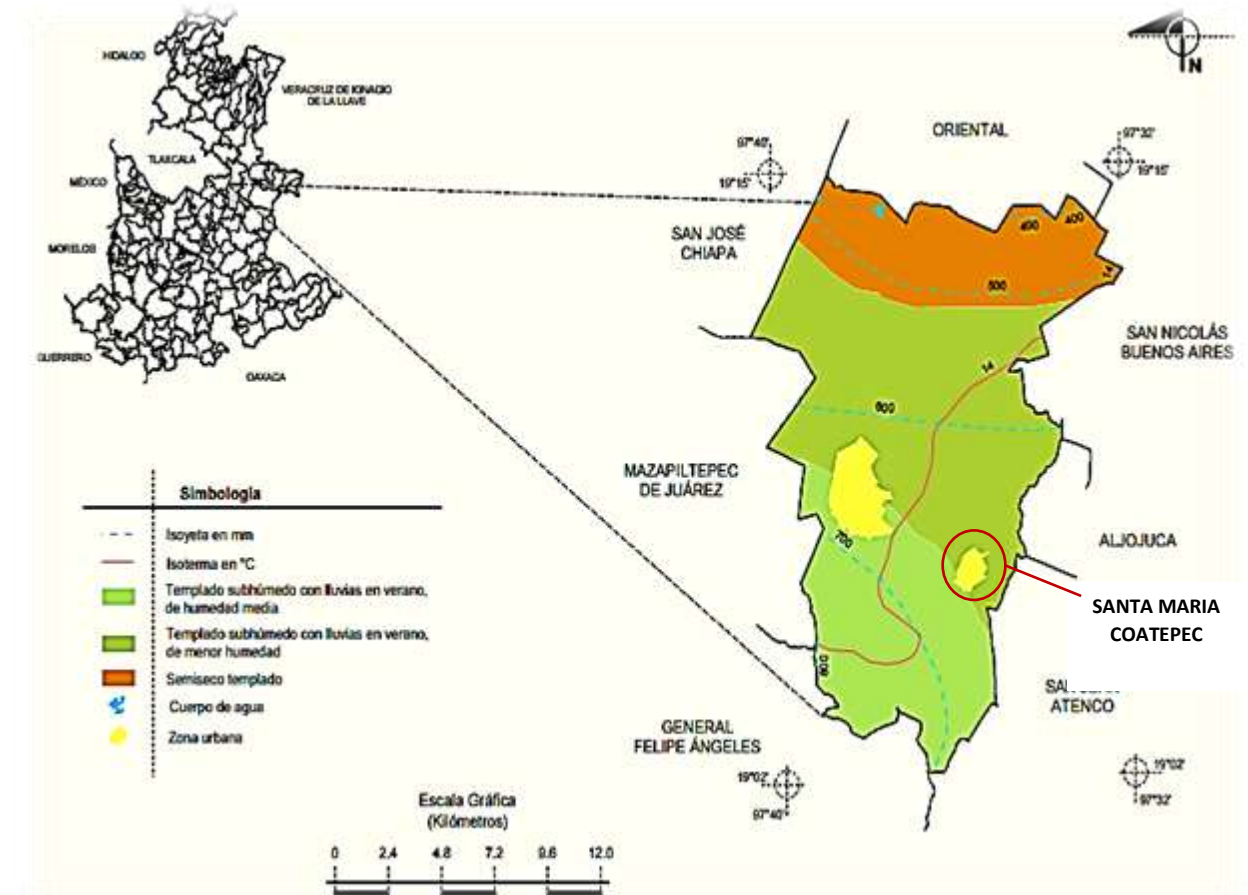 HIDALGO
VERACRUZ DE IGNACIO
DE LA LLAVE
TLAXCALA
MÉXICO
MORELOS
GUERRERO
OAXACA
N
ORIENTAL
97°40'
19°15'
97°32'
19°15'
SAN JOSÉ
CHIAPA
400
400
500
14
SAN NICOLÁS
BUENOS AIRES
14
600
MAZAPILTEPEC
DE JUÁREZ
700
ALJOJUCA
SANTA MARIA
COATEPEC
800
ATENCO
GENERAL
FELIPE ÁNGELES
19°02'
97°40'
19°02'
97°32'
Simbología
Isoyeta en mm
Isoterma en °C
Templado subhúmedo con lluvias en verano,
de humedad media
Templado subhúmedo con lluvias en verano,
de menor humedad
Semiseco templado
Cuerpo de agua
Zona urbana
Escala Gráfica
(Kilómetros)
0 2.4 4.8 7.2 9.6 12.0